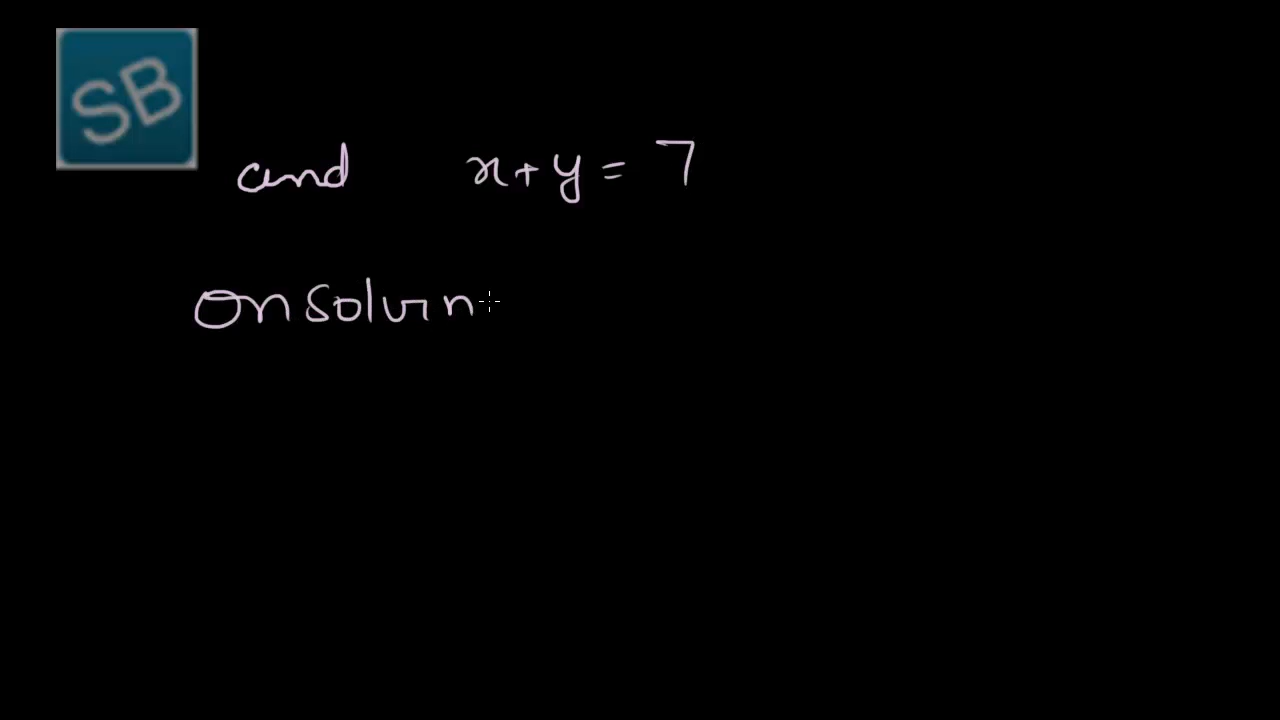 SB
and x+y = 7
On solvin